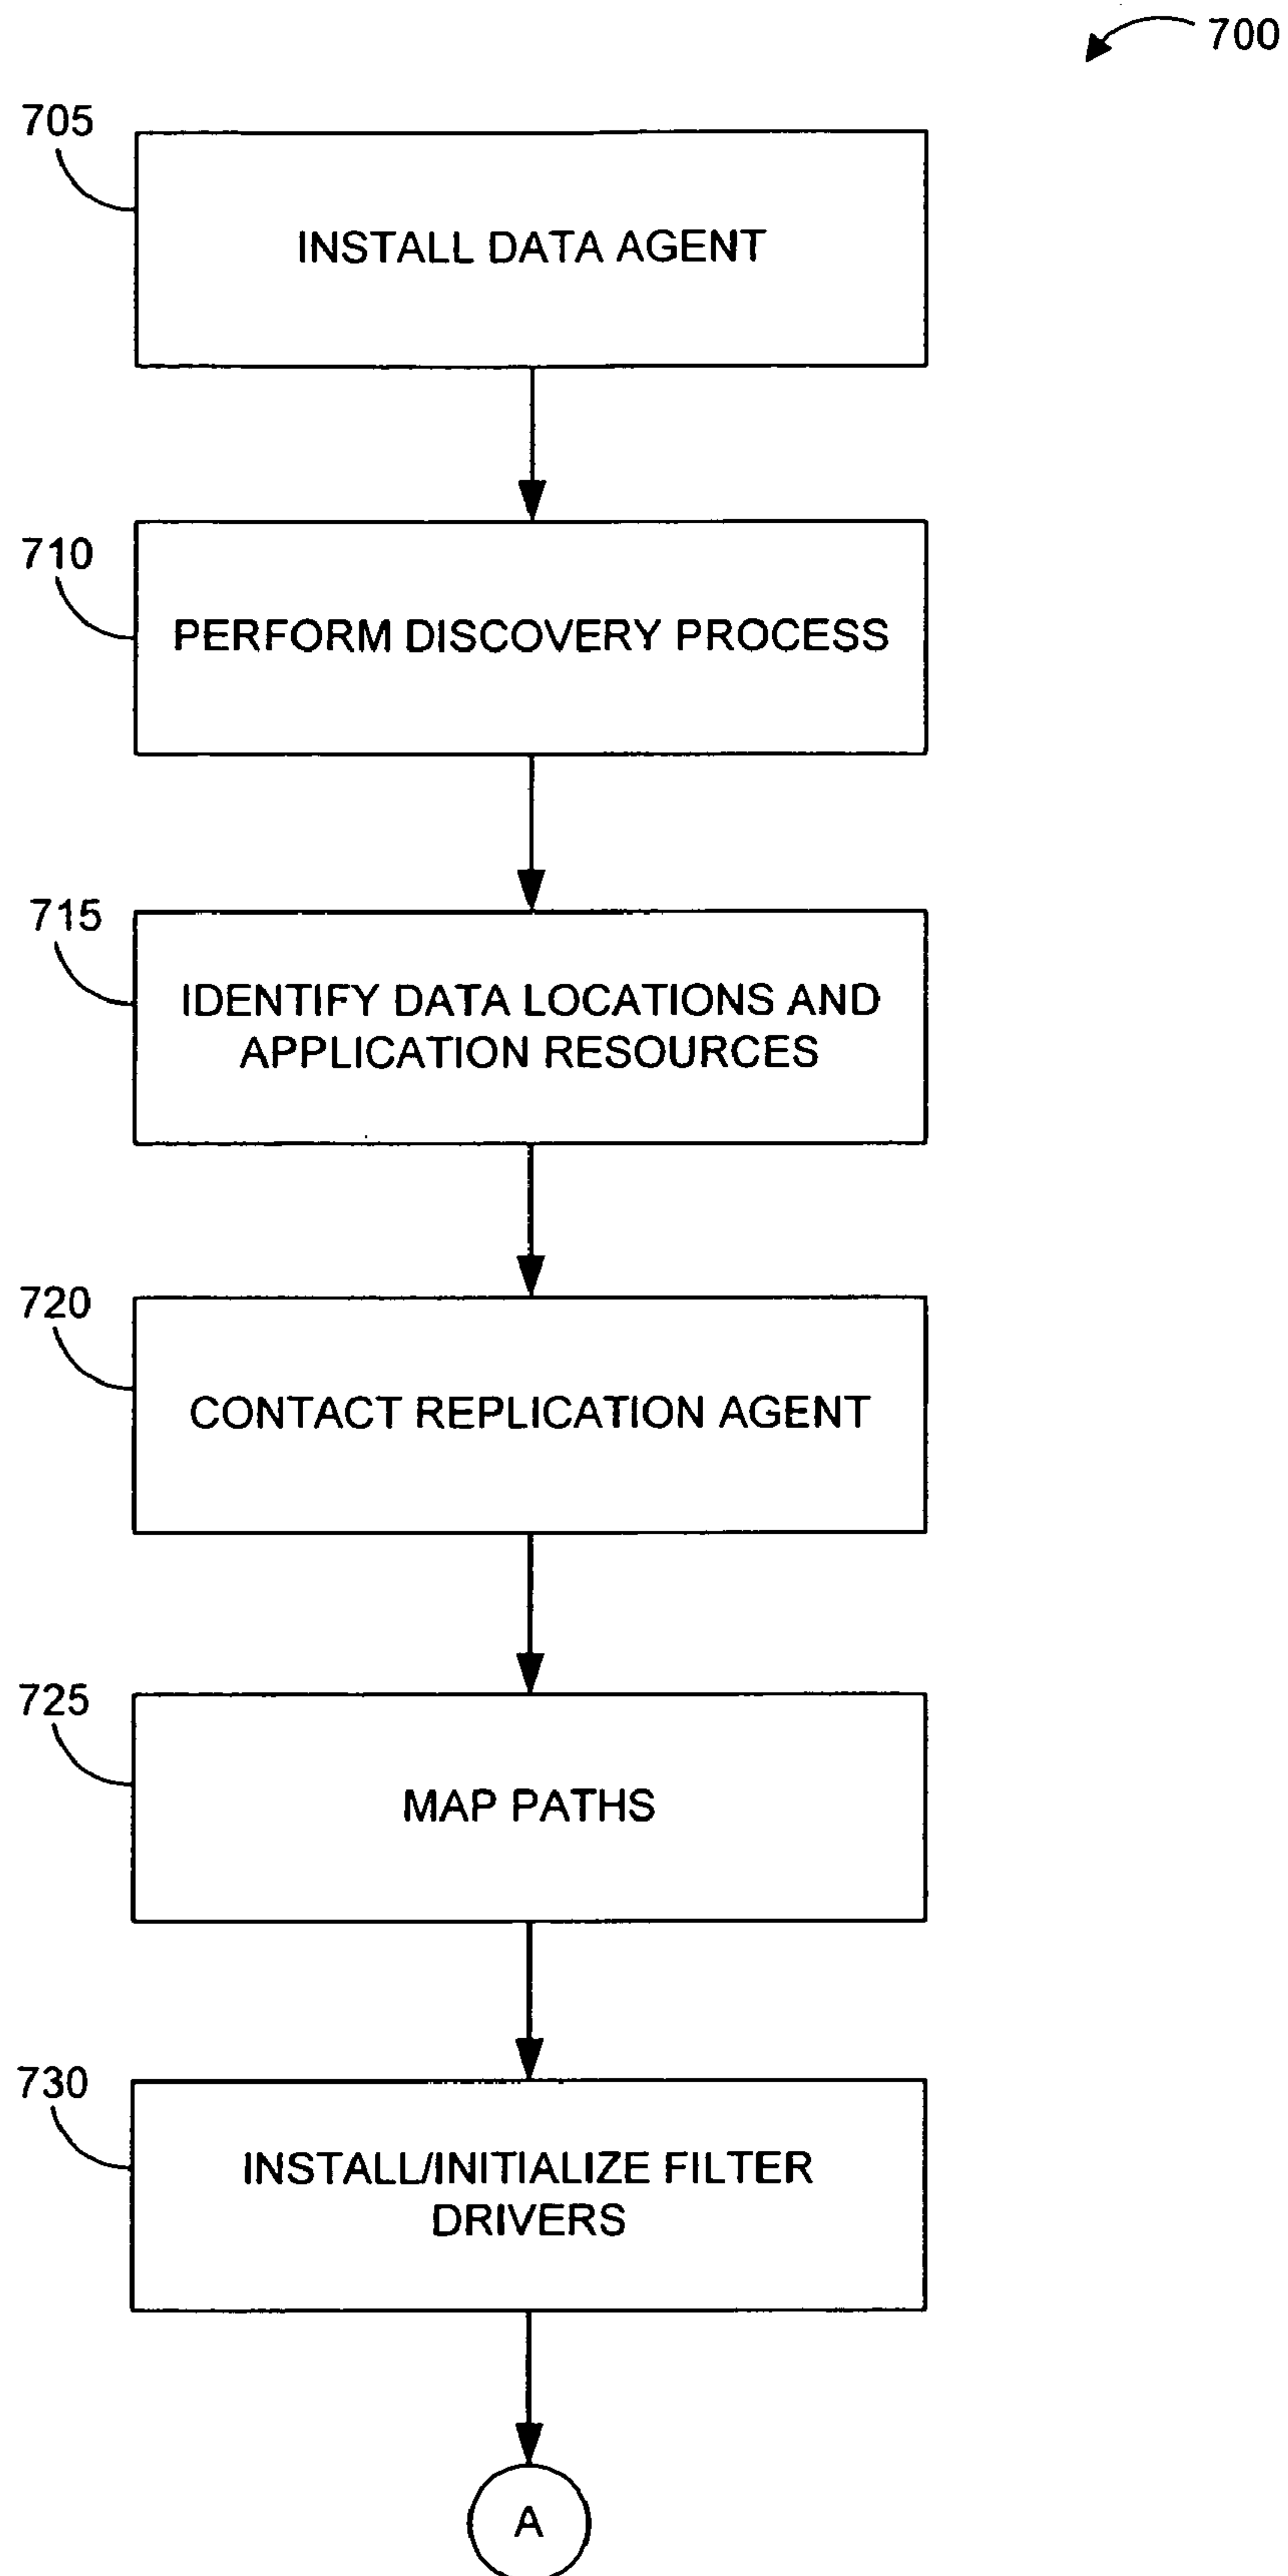 700
705
INSTALL DATA AGENT
710
PERFORM DISCOVERY PROCESS
715
IDENTIFY DATA LOCATIONS AND
APPLICATION RESOURCES
720
CONTACT REPLICATION AGENT
725
MAP PATHS
730
INSTALL/INITIALIZE FILTER
DRIVERS
A